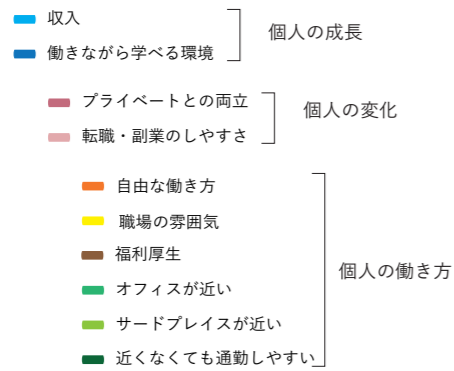 収入
働きながら学べる環境
個人の成長
プライベートとの両立
転職・副業のしやすさ
個人の変化
自由な働き方
職場の雰囲気
福利厚生
オフィスが近い
サードプレイスが近い
近くなくても通勤しやすい
個人の働き方